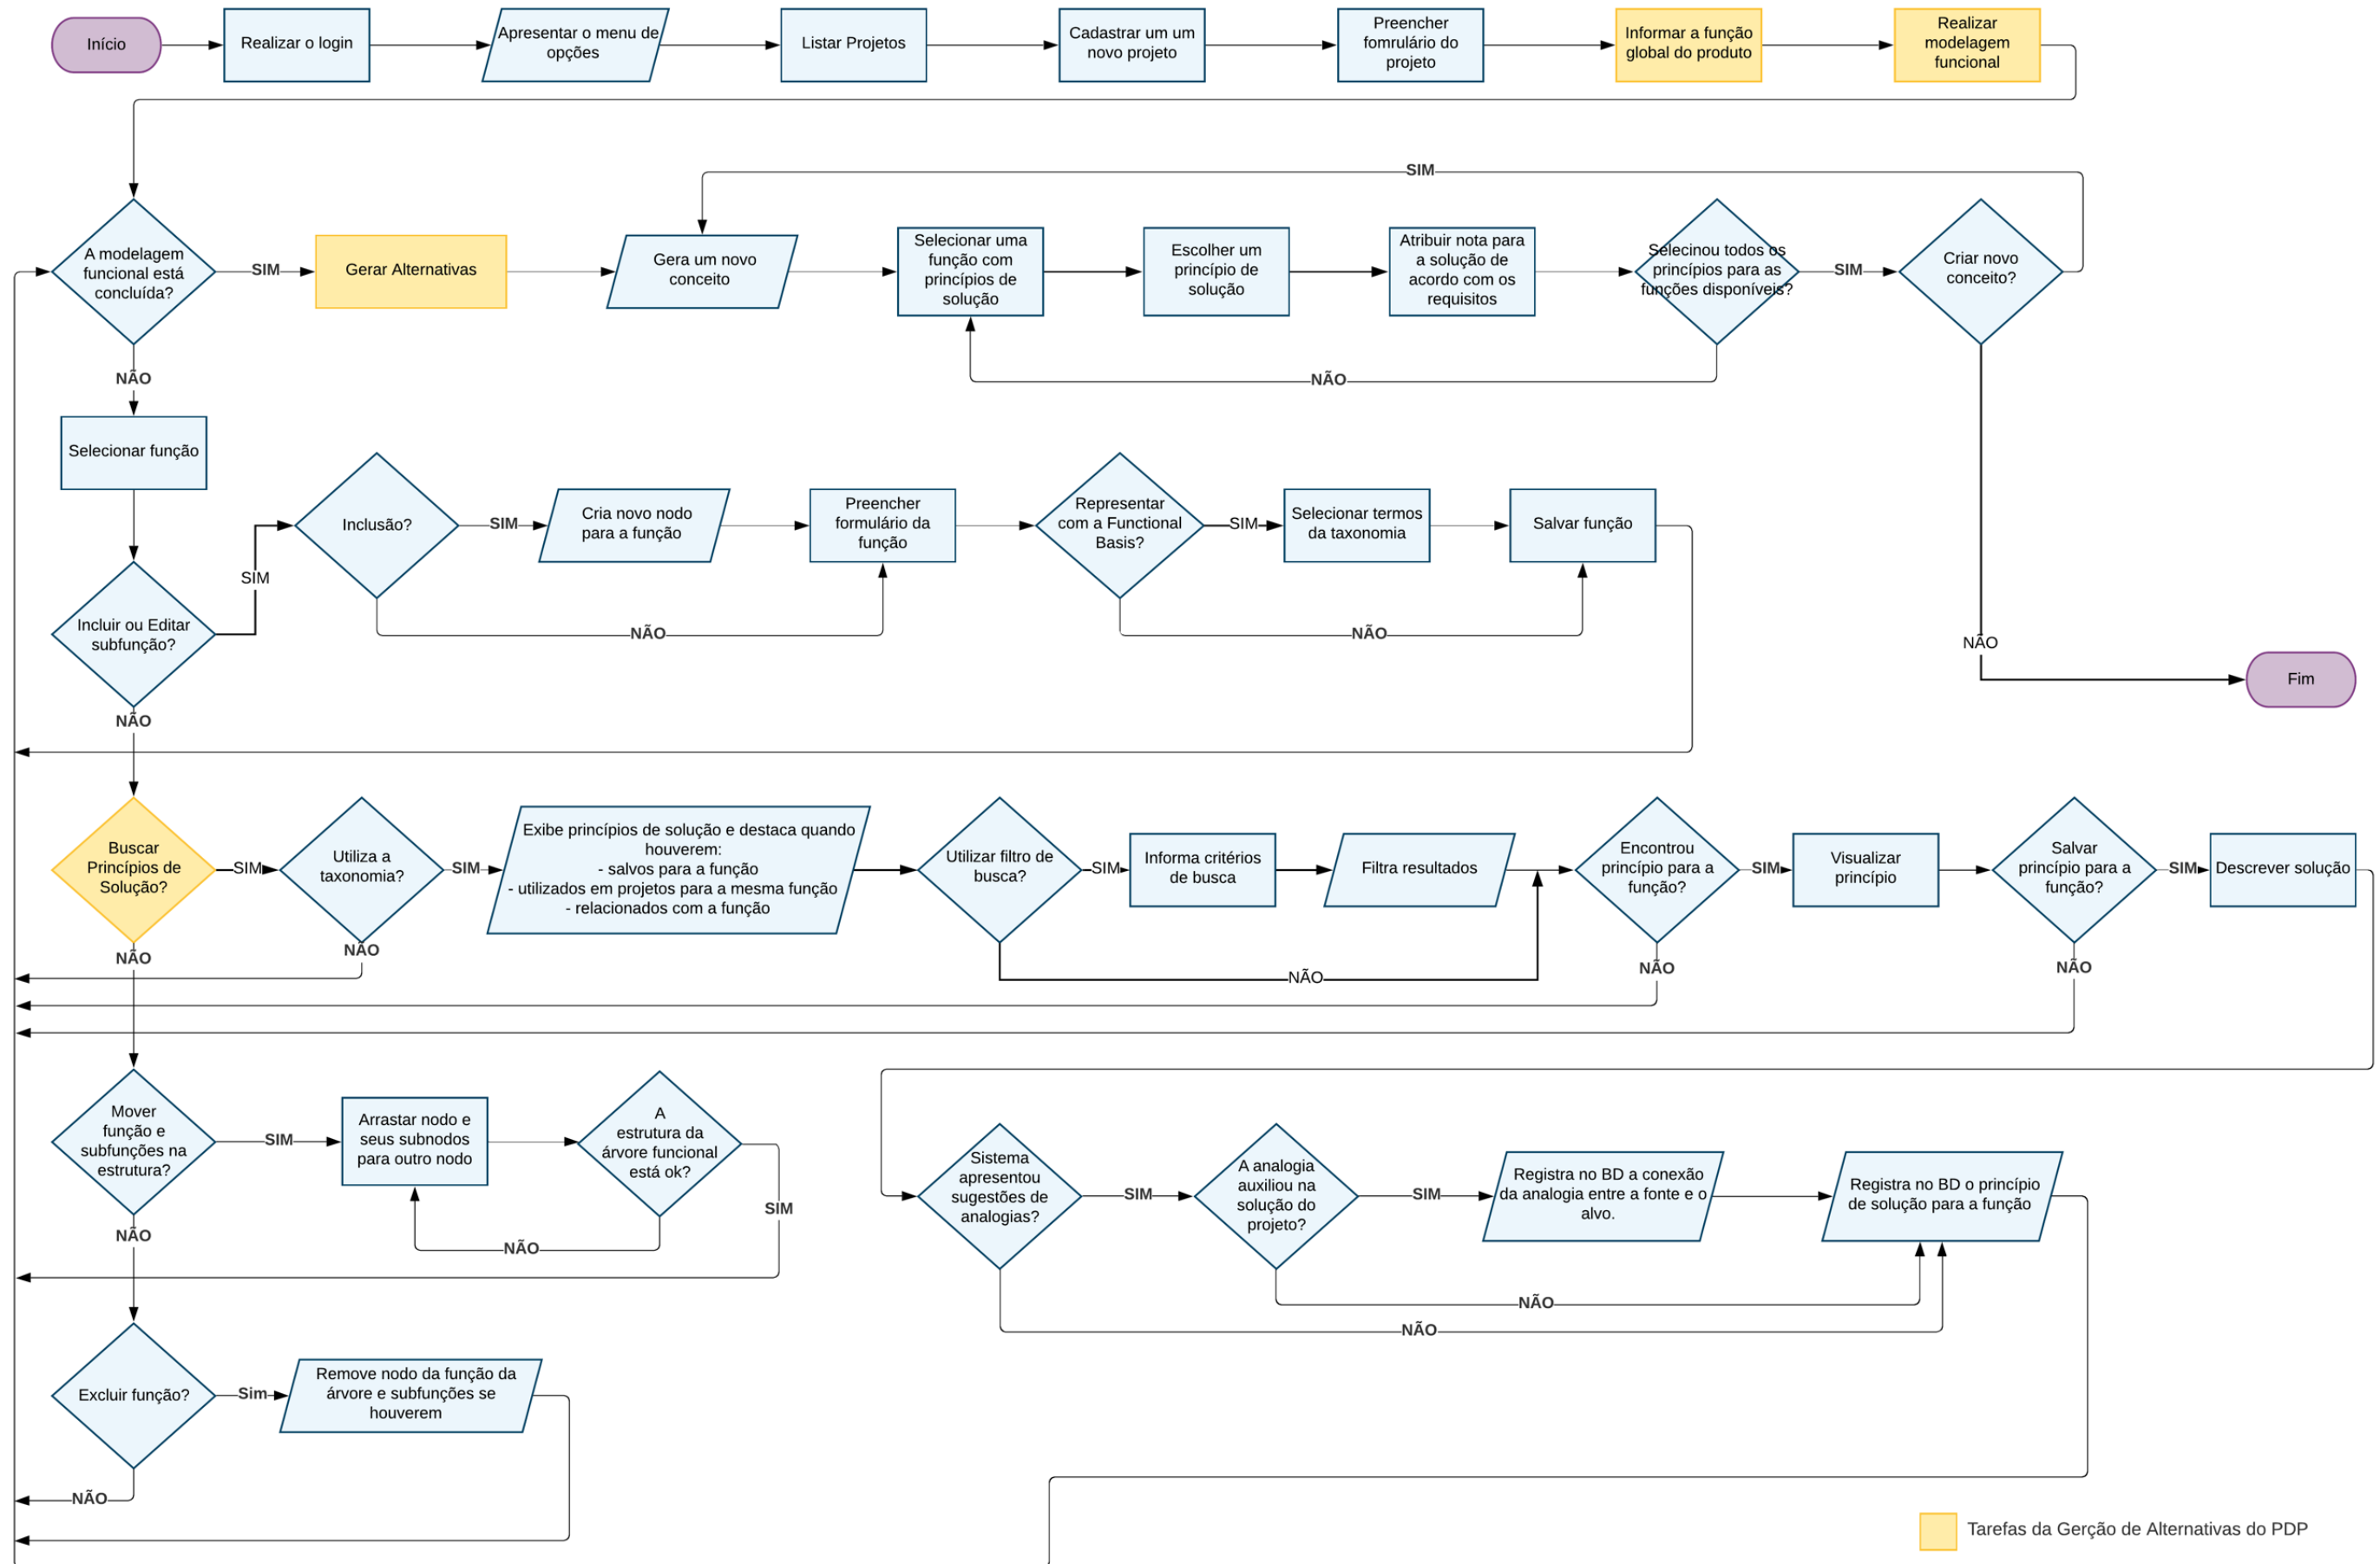 Início
Realizar o login
Apresentar o menu de
opções
Listar Projetos
Cadastrar um um
novo projeto
Preencher
fomrulário do
projeto
Informar a função
global do produto
Realizar
modelagem
funcional
SIM
A modelagem
funcional está
concluída?
SIM
Gerar Alternativas
Gera um novo
conceito
Selecionar uma
função com
princípios de
solução
Escolher um
princípio de
solução
Atribuir nota para
a solução de
acordo com os
requisitos
Selecinou todos os
princípios para as
funções disponíveis?
SIM
Criar novo
conceito?
NÃO
NÃO
Selecionar função
Inclusão?
SIM
Cria novo nodo
para a função
Preencher
formulário da
função
Representar
com a Functional
Basis?
SIM
Selecionar termos
da taxonomia
Salvar função
SIM
Incluir ou Editar
subfunção?
NÃO
NÃO
NÃO
Fim
NÃO
Buscar
Princípios de
Solução?
SIM
Utiliza a
taxonomia?
SIM
Exibe princípios de solução e destaca quando
houverem:
- salvos para a função
- utilizados em projetos para a mesma função
- relacionados com a função
Utilizar filtro de
busca?
SIM
Informa critérios
de busca
Filtra resultados
Encontrou
princípio para a
função?
SIM
Visualizar
princípio
Salvar
princípio para a
função?
SIM
Descrever solução
NÃO
NÃO
NÃO
NÃO
NÃO
Mover
função e
subfunções na
estrutura?
SIM
Arrastar nodo e
seus subnodos
para outro nodo
A
estrutura da
árvore funcional
está ok?
SIM
NÃO
NÃO
Sistema
apresentou
sugestões de
analogias?
SIM
A analogia
auxiliou na
solução do
projeto?
SIM
Registra no BD a conexão
da analogia entre a fonte e o
alvo.
Registra no BD o princípio
de solução para a função
NÃO
NÃO
Excluir função?
Sim
Remove nodo da função da
árvore e subfunções se
houverem
NÃO
Tarefas da Gerção de Alternativas do PDP